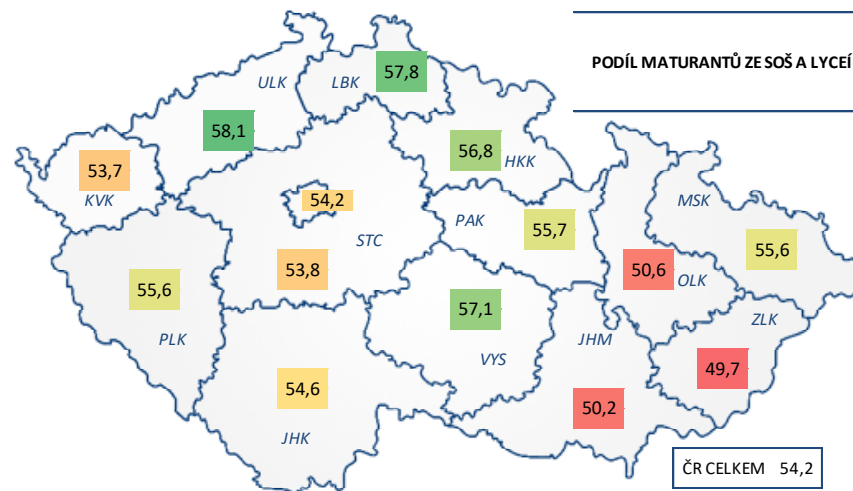 PODÍL MATURANTŮ ZE SOŠ A LYCEÍ
ULK
58,1
LBK
57,8
53,7
KVK
56,8
HKK
54,2
STC
53,8
PAK
55,7
MSK
55,6
50,6
OLK
55,6
PLK
57,1
VYS
JHM
50,2
ZLK
49,7
54,6
JHK
ČR CELKEM 54,2